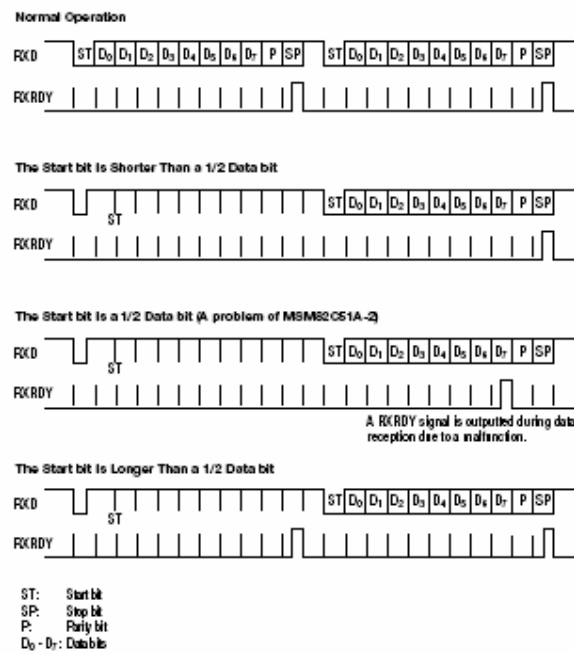 Normal Operation
RXD ST D0 D1 D2 D3 D4 D5 D6 D7 P SP ST D0 D1 D2 D3 D4 D5 D6 D7 P SP
RXRDY
The Start bit Is Shorter Than a 1/2 Data bit
RXD ST D0 D1 D2 D3 D4 D5 D6 D7 P SP
ST
RXRDY
The Start bit Is a 1/2 Data bit (A problem of MSM82C51A-2)
RXD ST D0 D1 D2 D3 D4 D5 D6 D7 P SP
ST
RXRDY
A RXRDY signal is outputted during data
reception due to a malfunction.
The Start bit Is Longer Than a 1/2 Data bit
RXD ST D0 D1 D2 D3 D4 D5 D6 D7 P SP
ST
RXRDY
ST: Start bit
SP: Stop bit
P: Parity bit
D0 - D7: Data bits